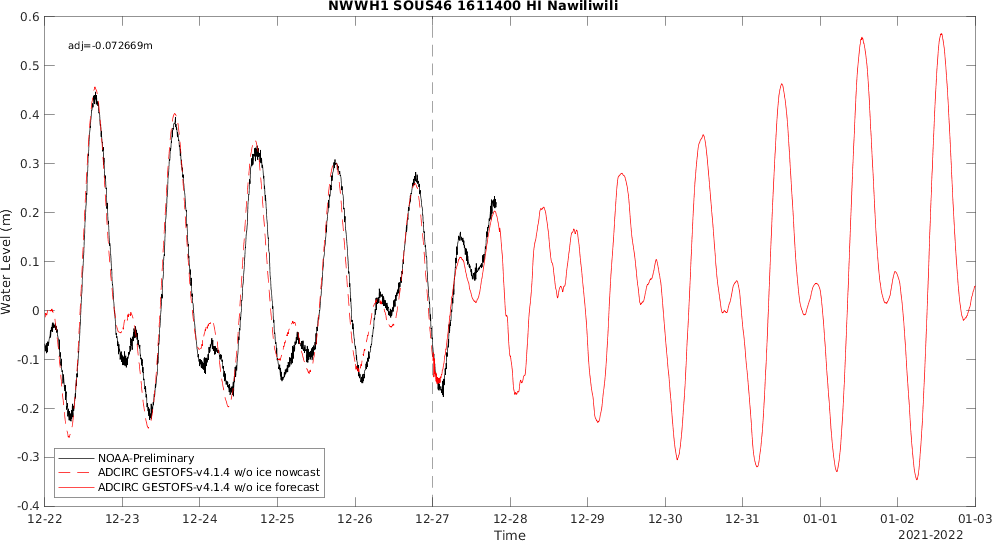 NWWH1 SOUS46 1611400 HI Nawiliwili
adj=-0.072669m
0.6
0.5
0.4
0.3
0.2
0.1
0
-0.1
-0.2
-0.3
-0.4
Water Level (m)
NOAA-Preliminary
ADCIRC GESTOFS-v4.1.4 w/o ice nowcast
ADCIRC GESTOFS-v4.1.4 w/o ice forecast
12-22 12-23 12-24 12-25 12-26 12-27 12-28 12-29 12-30 12-31 01-01 01-02 01-03
Time
2021-2022